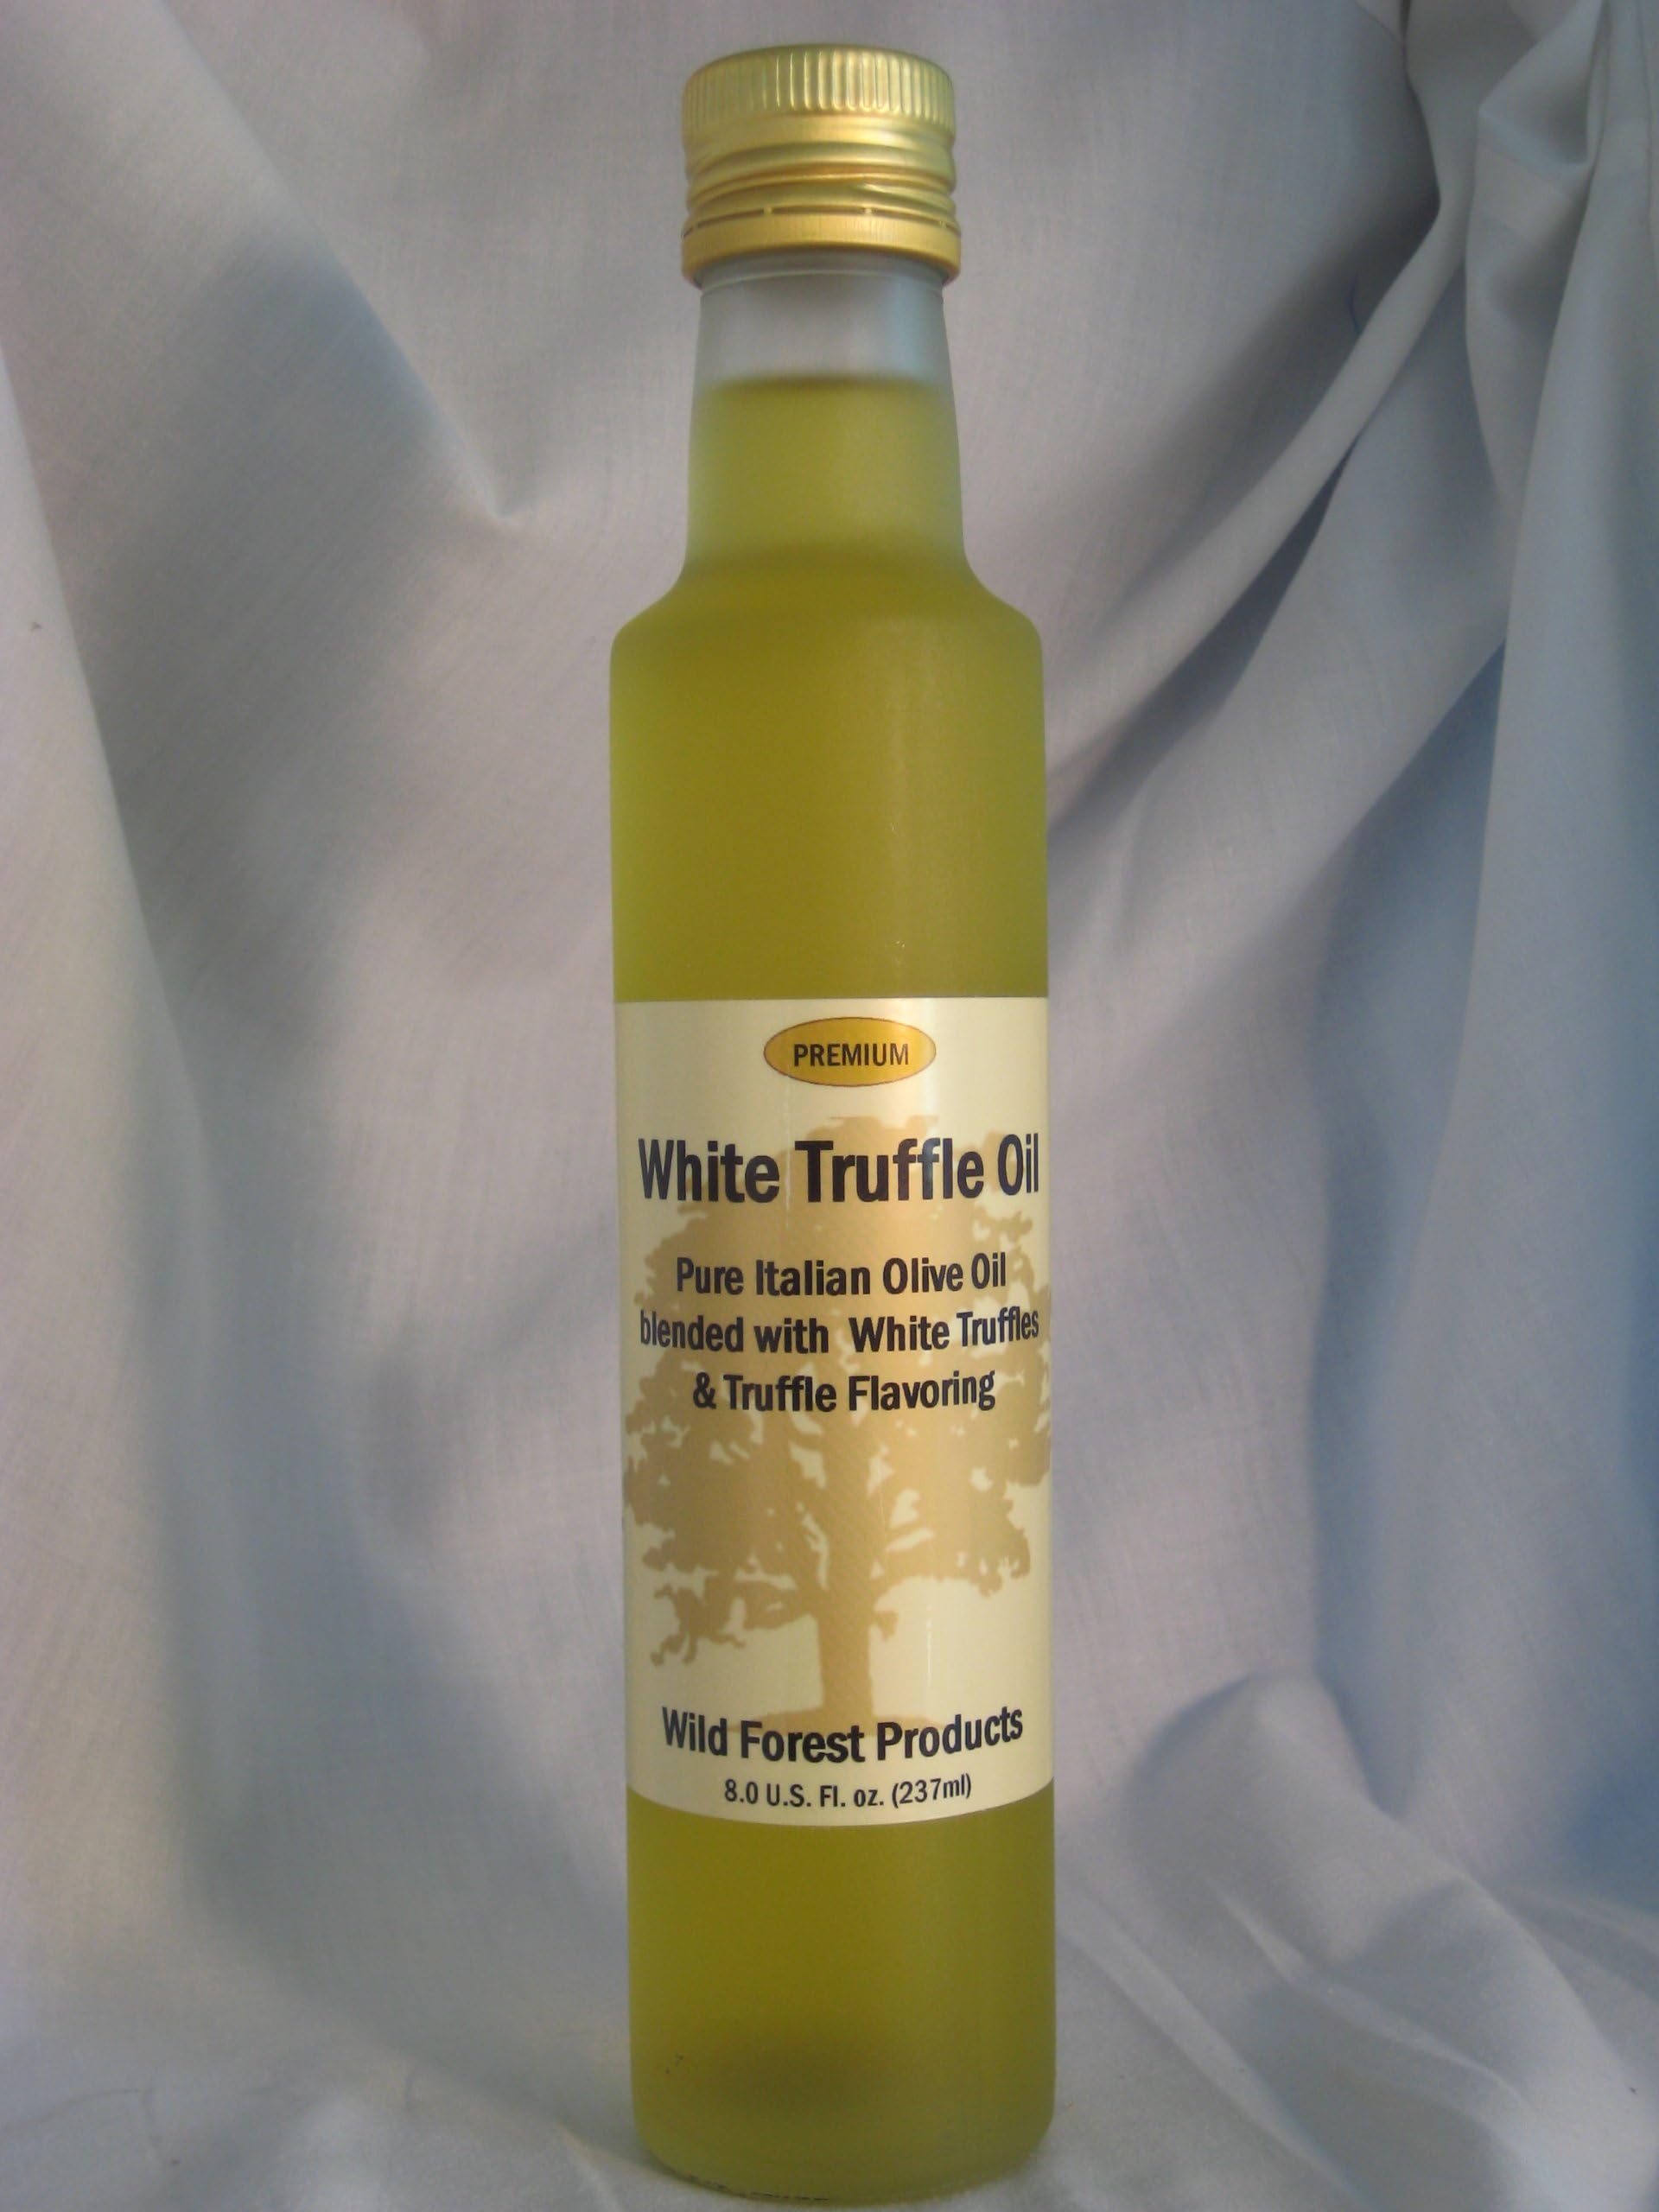 PREMIUM
White Truffle Oil
Pure Italian Olive Oil
blended with White Truffles
& Truffle Flavoring
Wild Forest Products
8.0 U.S. Fl. oz. (237ml)